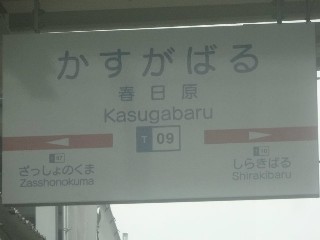 かすがばる
春日原
Kasugabaru
T 09
ざっしょのくま
Zasshonokuma
しらきばる
Shirakibaru